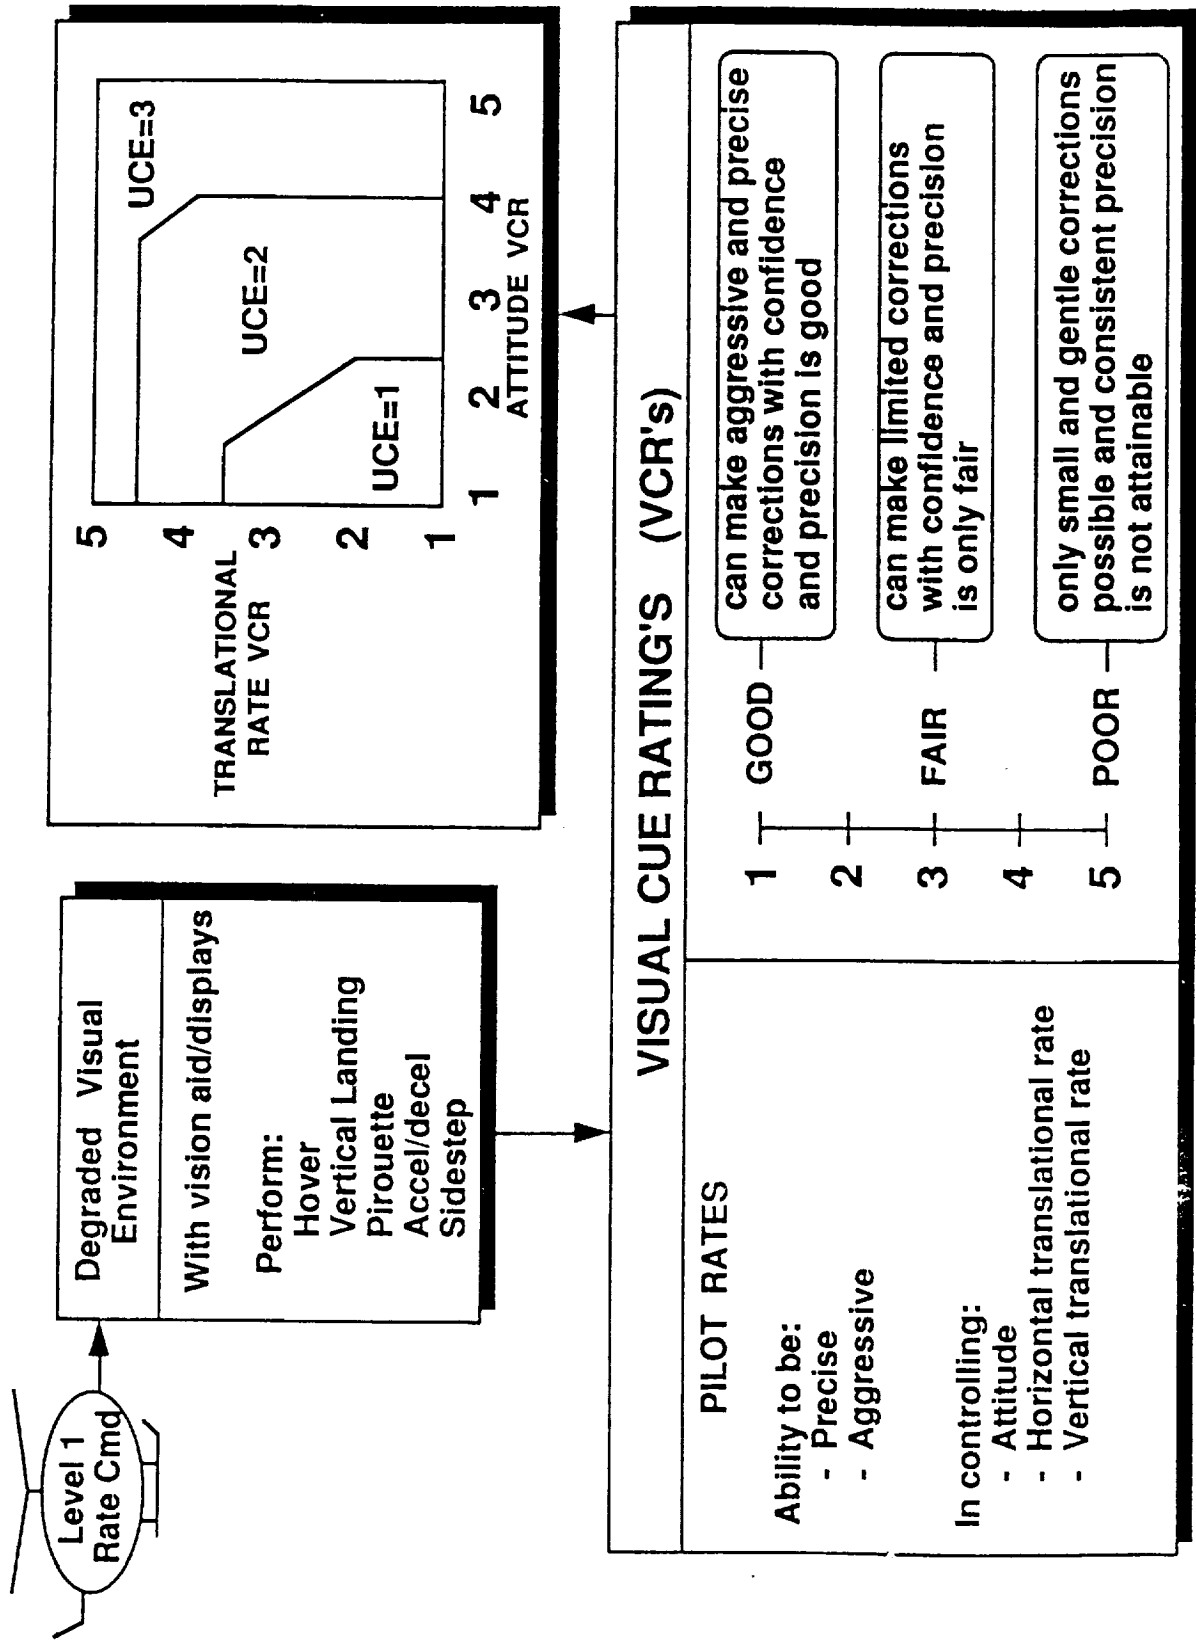 Level 1
Rate Cmd
Degraded Visual
Environment
With vision aid/displays
Perform:
Hover
Vertical Landing
Pirouette
Accel/decel
Sidestep
TRANSLATIONAL
RATE VCR
5
4
3
2
1
UCE=3
UCE=2
UCE=1
1 2 3 4 5
ATTITUDE VCR
VISUAL CUE RATING'S (VCR's)
PILOT RATES
Ability to be:
- Precise
- Aggressive
In controlling:
- Attitude
- Horizontal translational rate
- Vertical translational rate
1 GOOD
can make aggressive and precise
corrections with confidence
and precision is good
2
3 FAIR
can make limited corrections
with confidence and precision
is only fair
4
5 POOR
only small and gentle corrections
possible and consistent precision
is not attainable